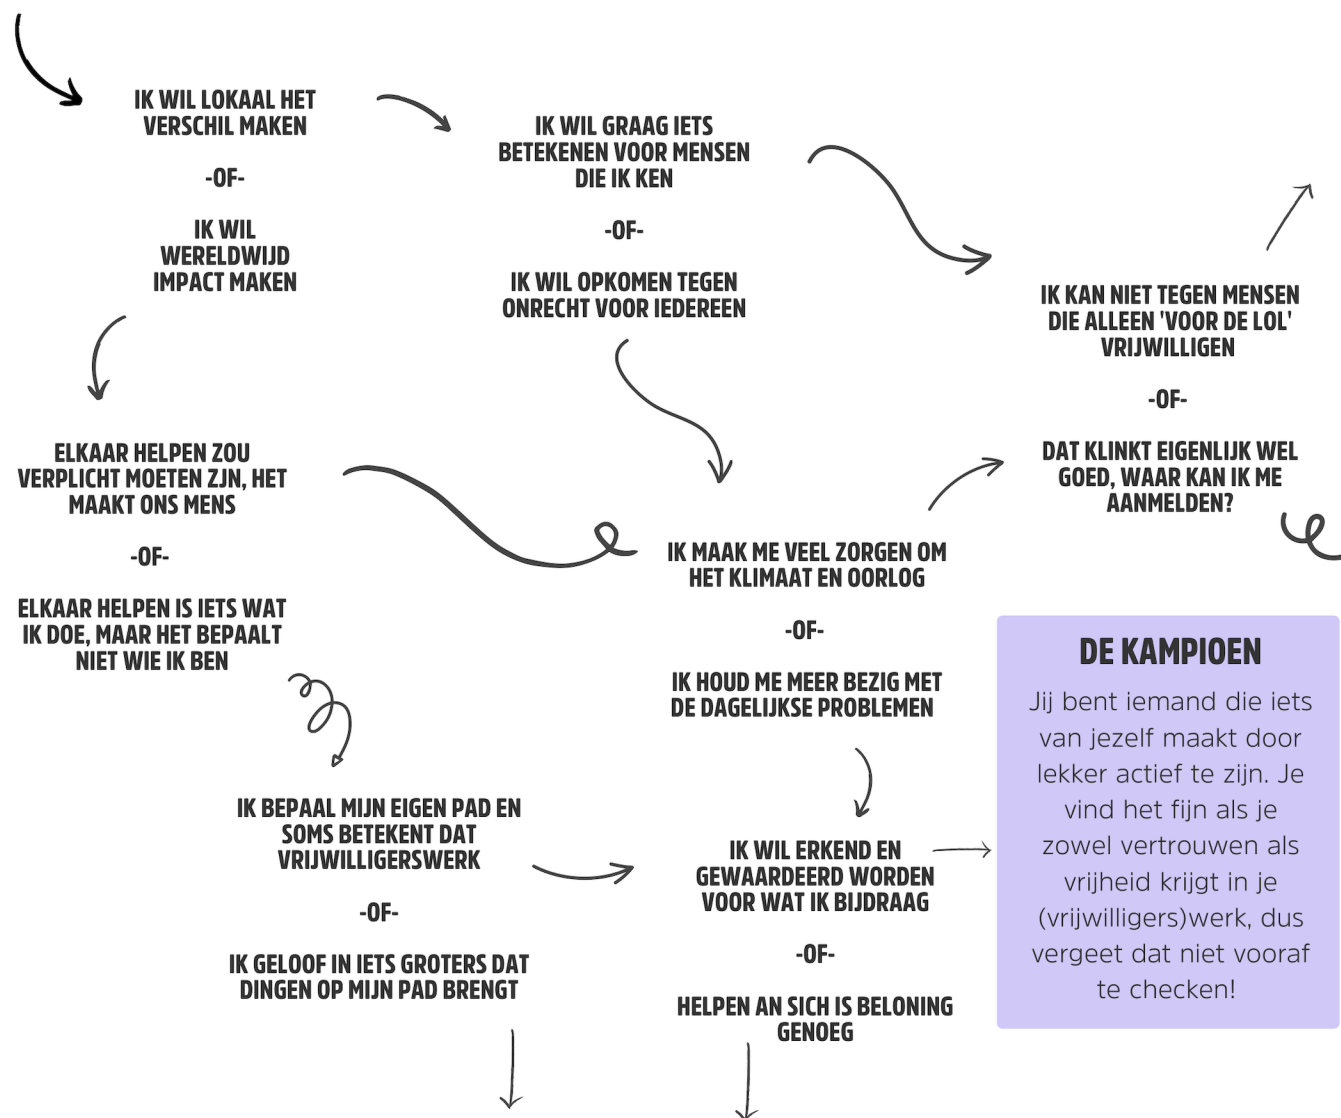 IK WIL LOKAAL HET
VERSCHIL MAKEN
-OF-
IK WIL
WERELDWIJD
IMPACT MAKEN
IK WIL GRAAG IETS
BETEKENEN VOOR MENSEN
DIE IK KEN
-OF-
IK WIL OPKOMEN TEGEN
ONRECHT VOOR IEDEREEN
IK KAN NIET TEGEN MENSEN
DIE ALLEEN 'VOOR DE LOL'
VRIJWILLIGEN
-OF-
DAT KLINKT EIGENLIJK WEL
GOED, WAAR KAN IK ME
AANMELDEN?
ELKAAR HELPEN ZOU
VERPLICHT MOETEN ZJN, HET
MAAKT ONS MENS
-OF-
ELKAAR HELPEN IS IETS WAT
IK DOE, MAAR HET BEPAALT
NIET WIE IK BEN
IK MAAK ME VEEL ZORGEN OM
HET KLIMAAT EN OORLOG
-OF-
IK HOUD ME MEER BEZIG MET
DE DAGELIJKSE PROBLEMEN
IK BEPAAL MIJN EIGEN PAD EN
SOMS BETEKENT DAT
VRIJWILLIGERSWERK
-OF-
IK GELOOF IN IETS GROTERS DAT
DINGEN OP MIJN PAD BRENGT
IK WIL ERKEND EN
GEWAARDEERD WORDEN
VOOR WAT IK BIJDRAAG
-OF-
HELPEN AN SICH IS BELONING
GENOEG
DE KAMPIOEN
Jij bent iemand die iets
van jezelf maakt door
lekker actief te zijn. Je
vind het fijn als je
zowel vertrouwen als
vrijheid krijgt in je
(vrijwilligers)werk, dus
vergeet dat niet vooraf
te checken!